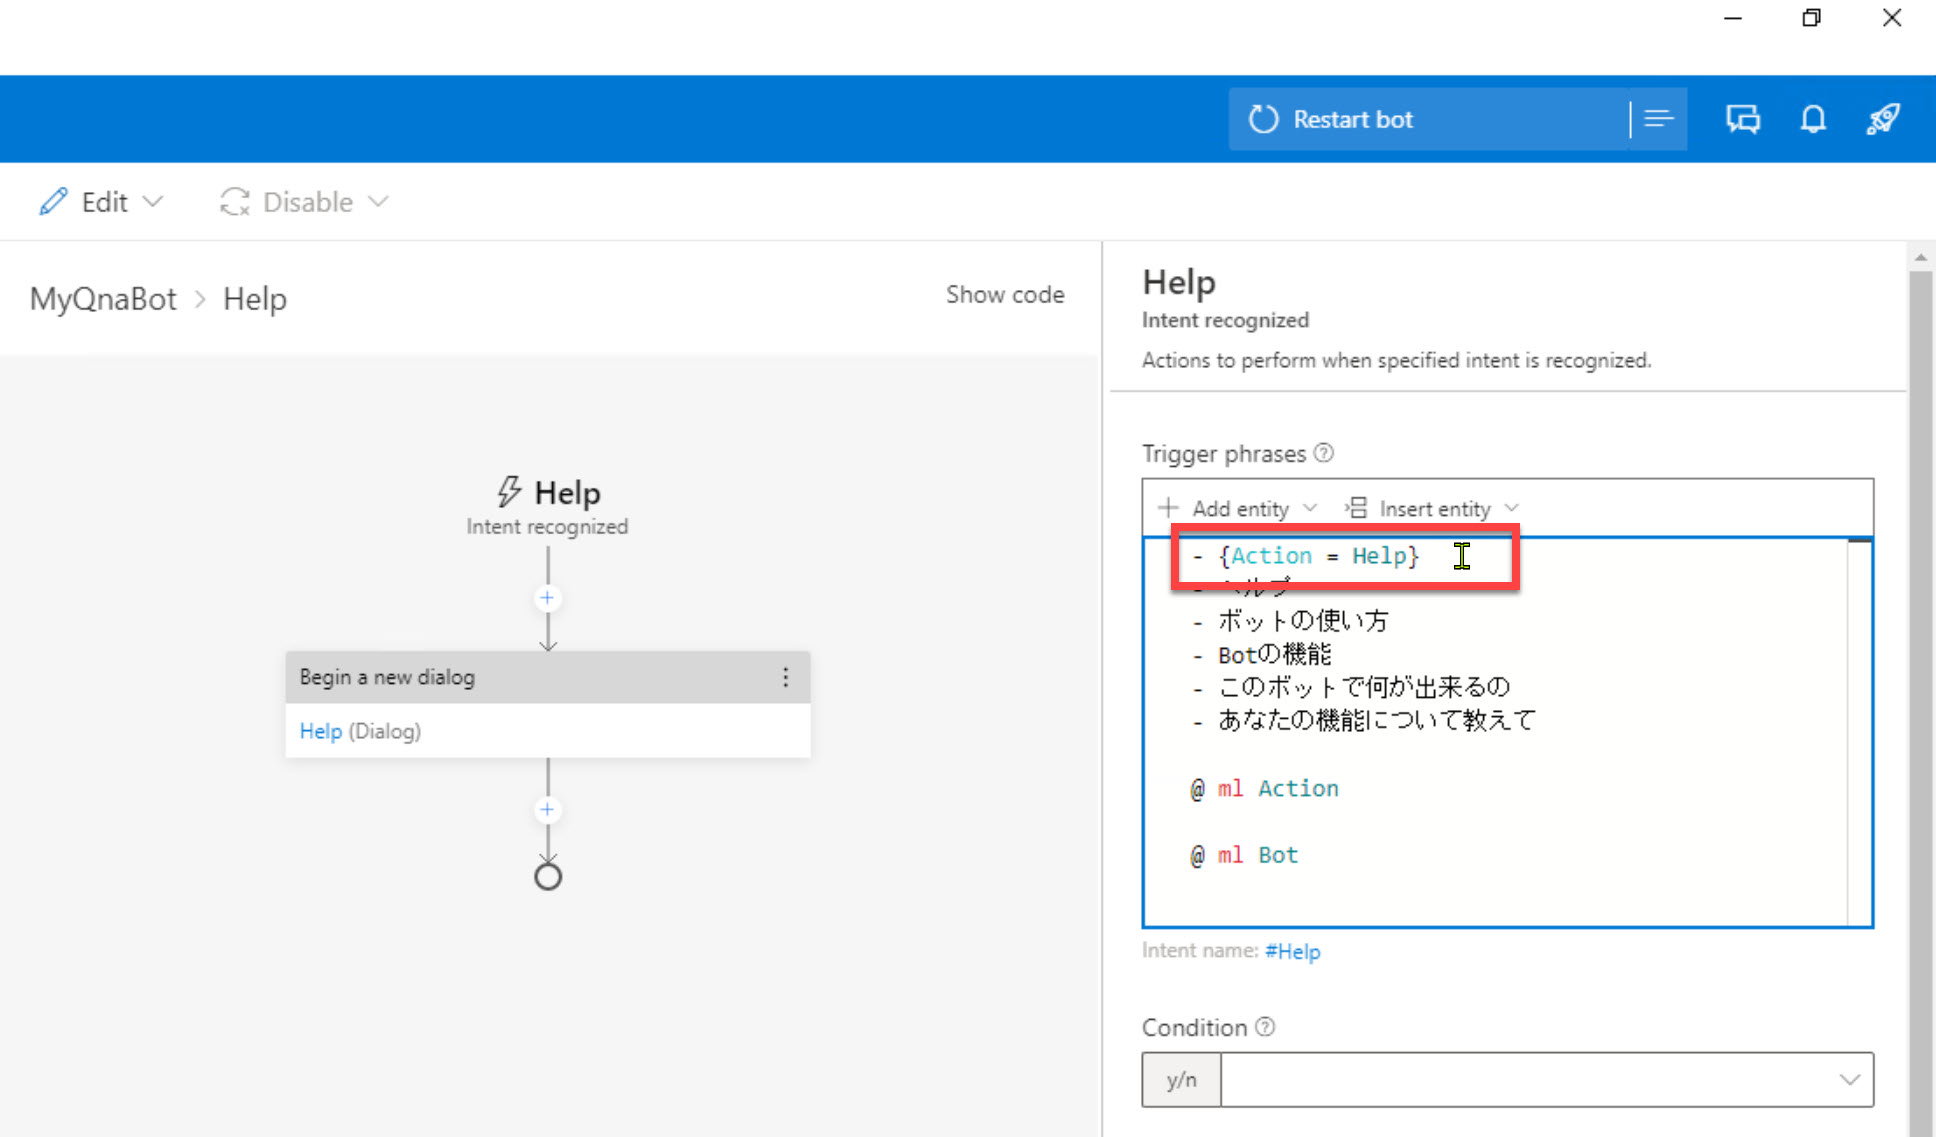 Restart bot
Edit
Disable
MyQnaBot > Help
Show code
Help
Intent recognized
Begin a new dialog
Help (Dialog)
Help
Intent recognized
Actions to perform when specified intent is recognized.
Trigger phrases
Add entity
Insert entity
- {Action = Help}
- ヘルプ
- ボットの使い方
- Botの機能
- このボットで何が出来るの
- あなたの機能について教えて
@ ml Action
@ ml Bot
Intent name: #Help
Condition
y/n